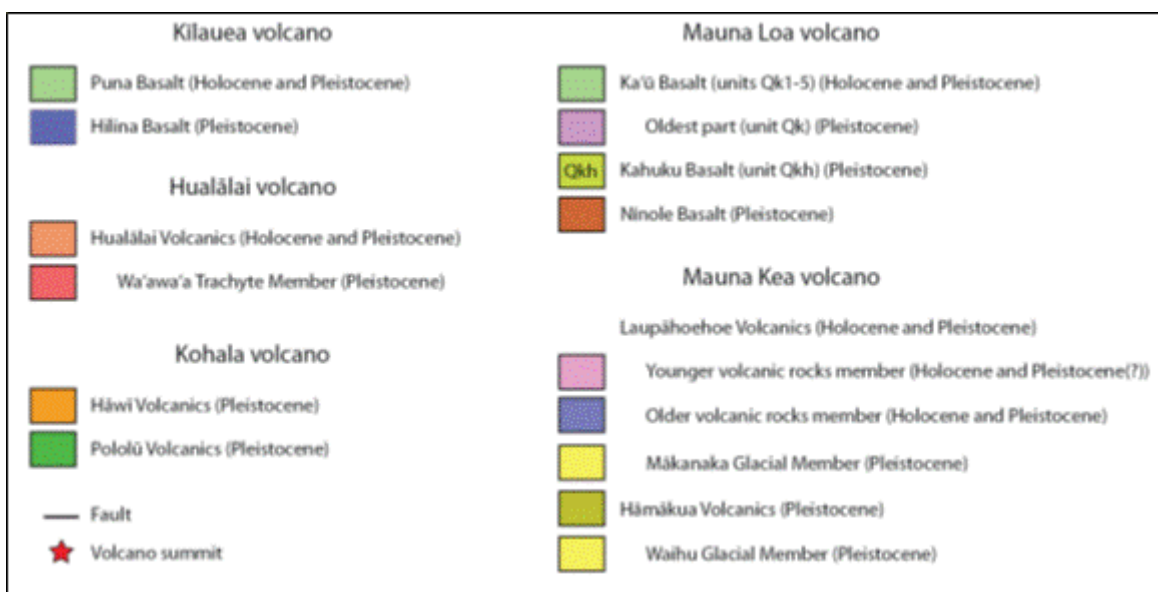 Kīlauea volcano
Puna Basalt (Holocene and Pleistocene)
Hilina Basalt (Pleistocene)
Hualālai volcano
Hualālai Volcanics (Holocene and Pleistocene)
Wa'awa'a Trachyte Member (Pleistocene)
Kohala volcano
Hāwī Volcanics (Pleistocene)
Pololū Volcanics (Pleistocene)
Fault
Volcano summit
Mauna Loa volcano
Ka'ū Basalt (units Qk1-5) (Holocene and Pleistocene)
Oldest part (unit Qk) (Pleistocene)
Qkh Kahuku Basalt (unit Qkh) (Pleistocene)
Nīnole Basalt (Pleistocene)
Mauna Kea volcano
Laupāhoehoe Volcanics (Holocene and Pleistocene)
Younger volcanic rocks member (Holocene and Pleistocene(?))
Older volcanic rocks member (Holocene and Pleistocene)
Mākanaka Glacial Member (Pleistocene)
Hāmākua Volcanics (Pleistocene)
Waihu Glacial Member (Pleistocene)